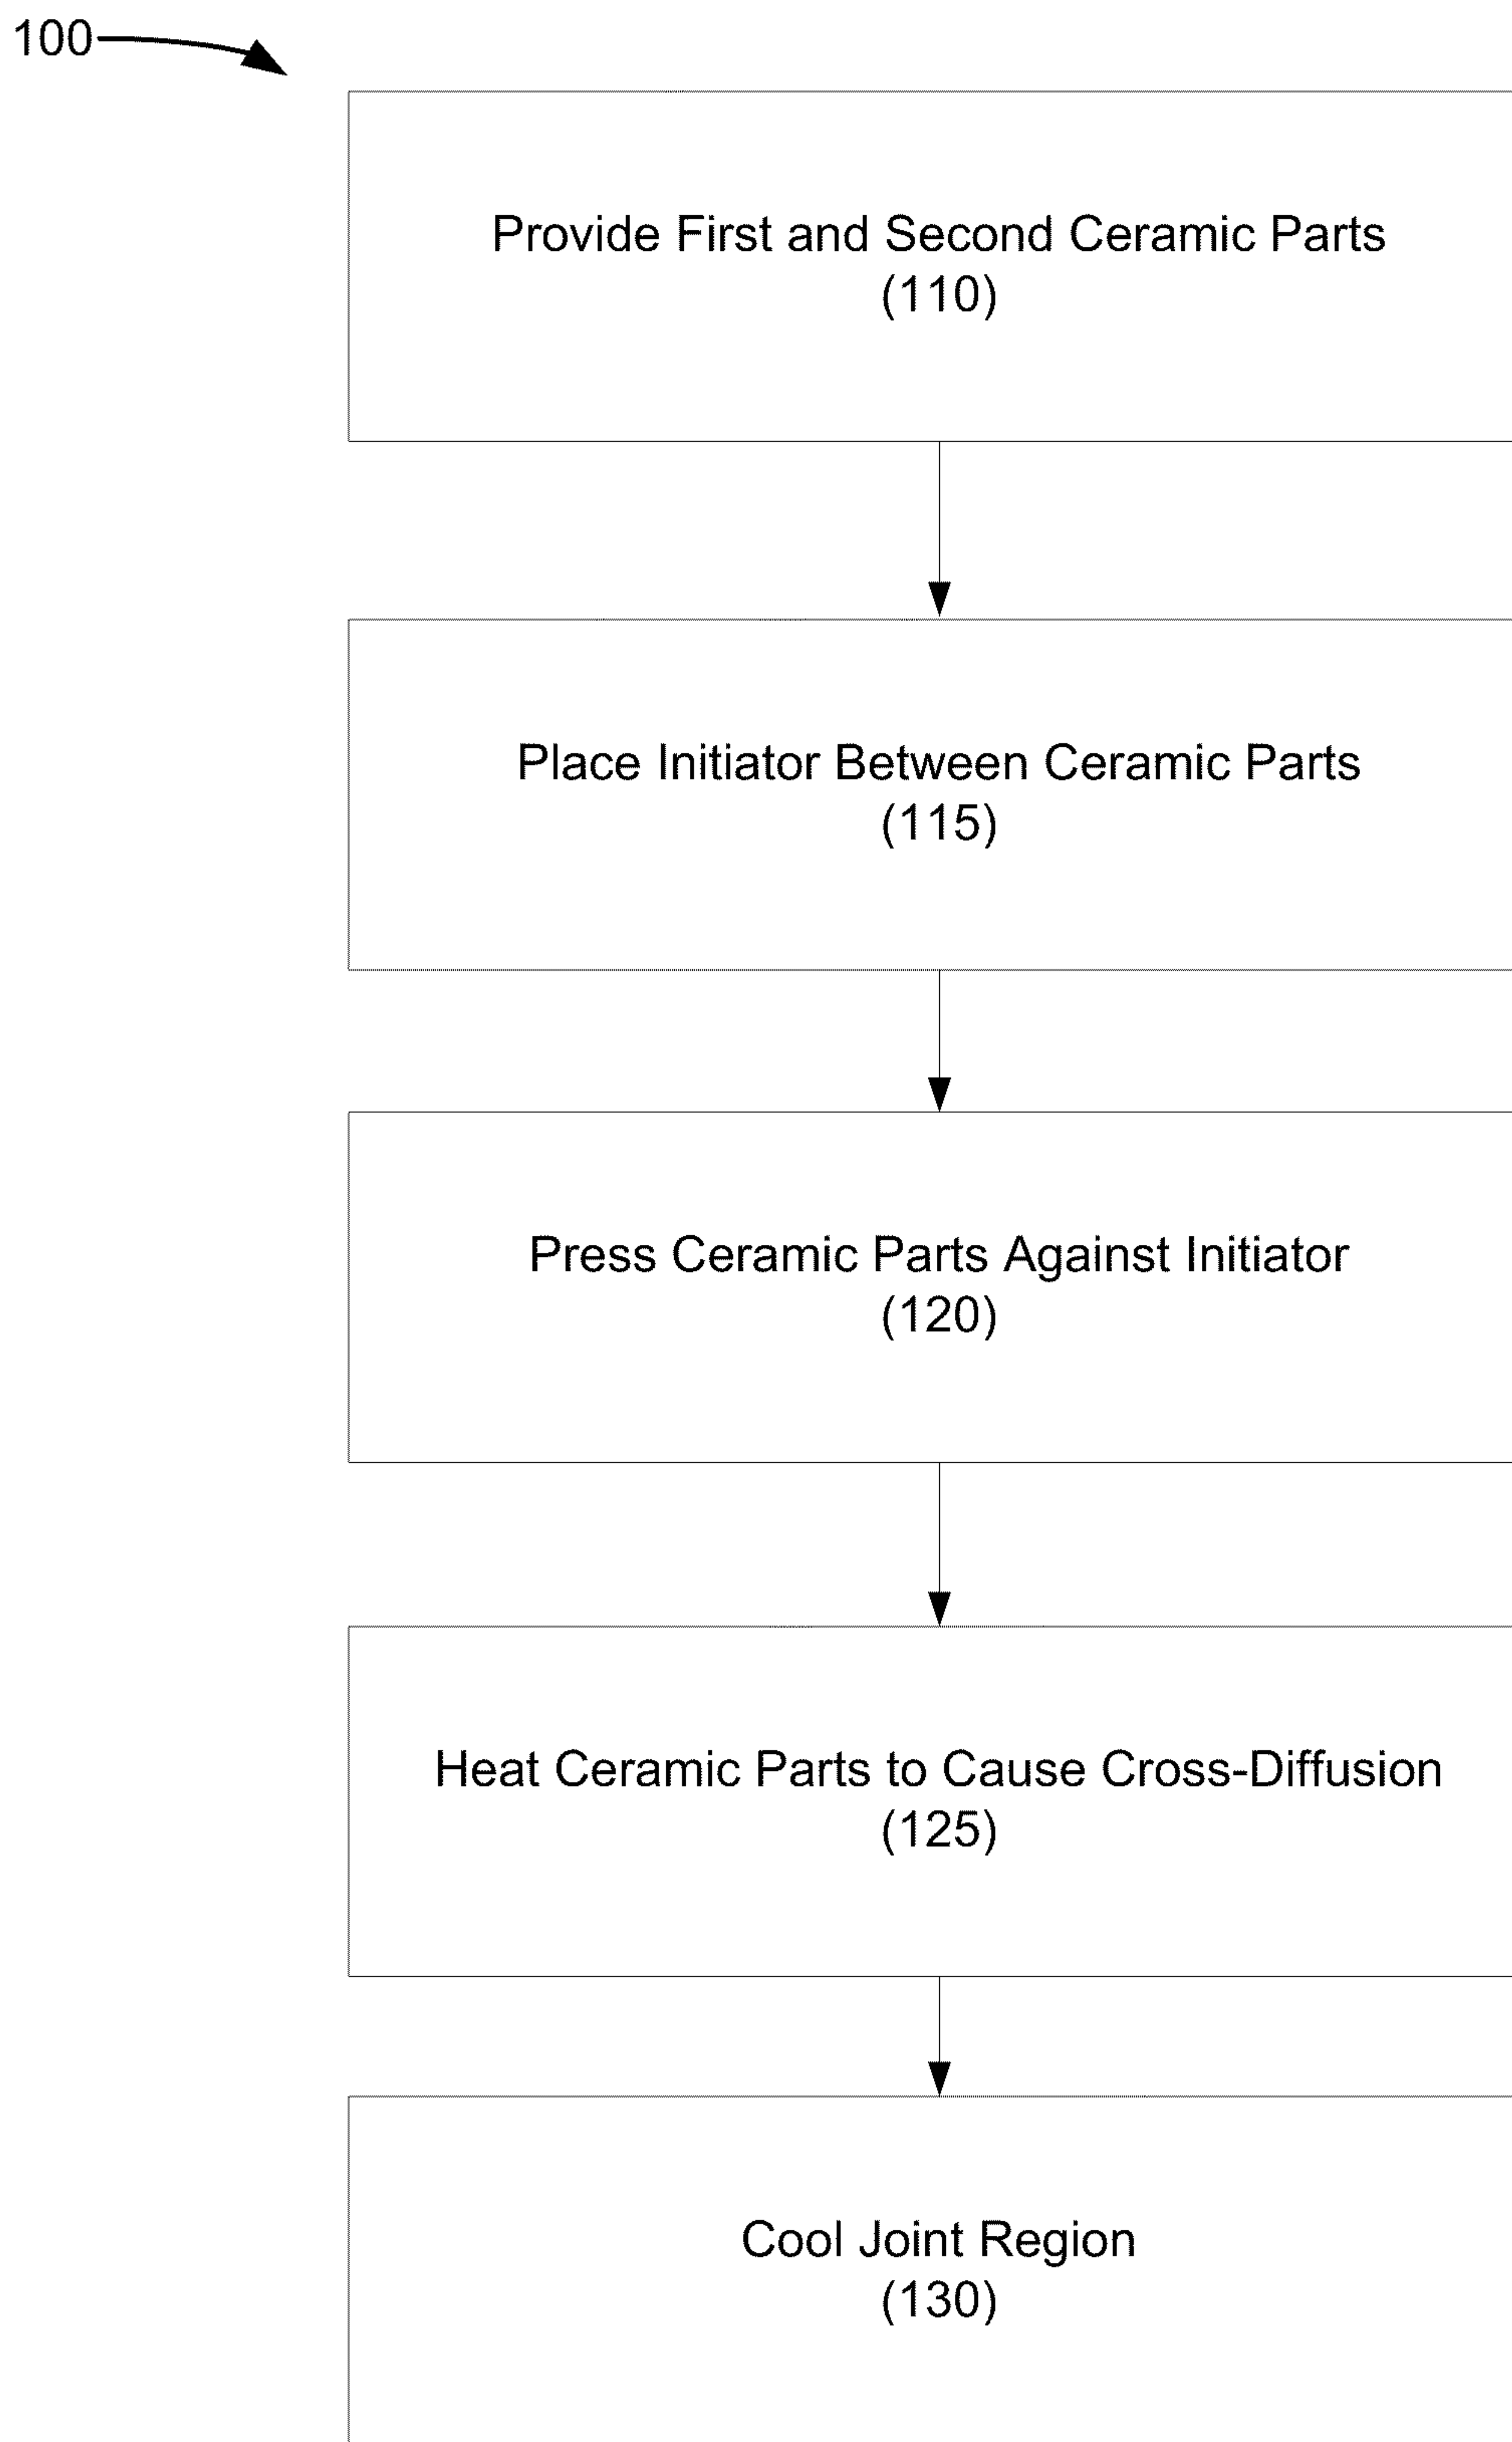 100
Provide First and Second Ceramic Parts
(110)
Place Initiator Between Ceramic Parts
(115)
Press Ceramic Parts Against Initiator
(120)
Heat Ceramic Parts to Cause Cross-Diffusion
(125)
Cool Joint Region
(130)